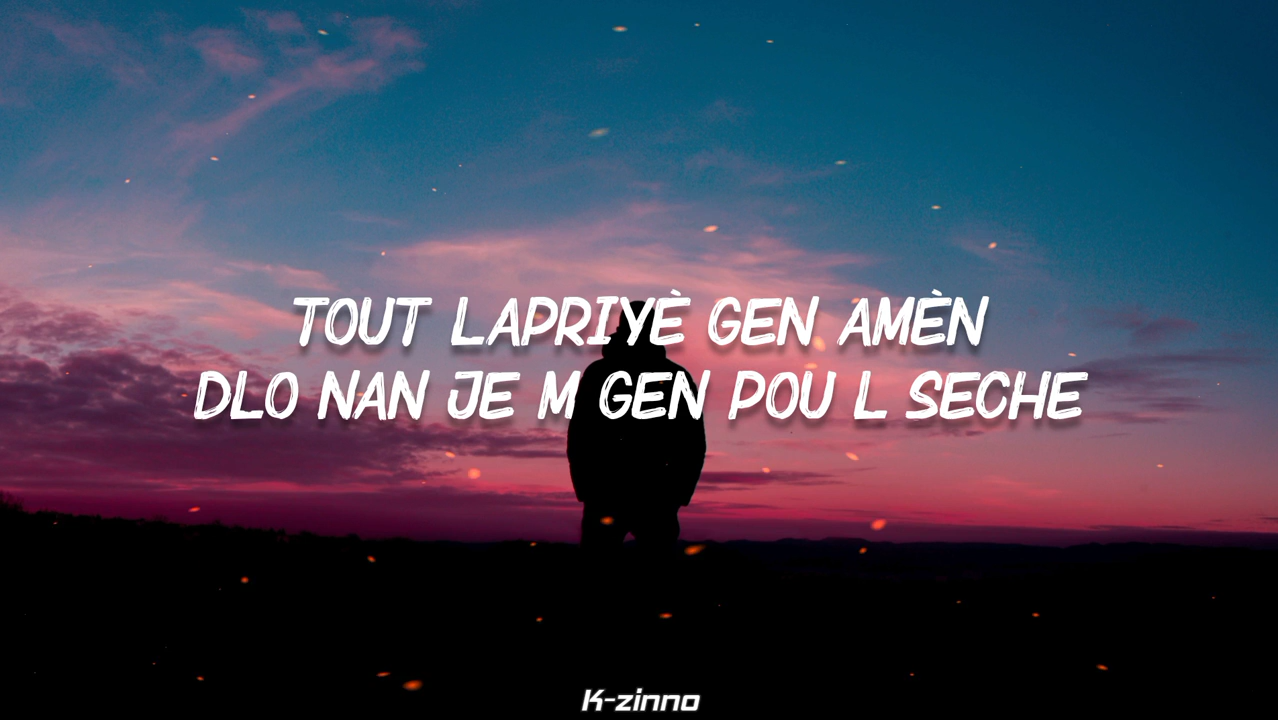 TOUT LAPRIYÈ GEN AMÈN
DLO NAN JE M GEN POU L SECHE
K-zinno